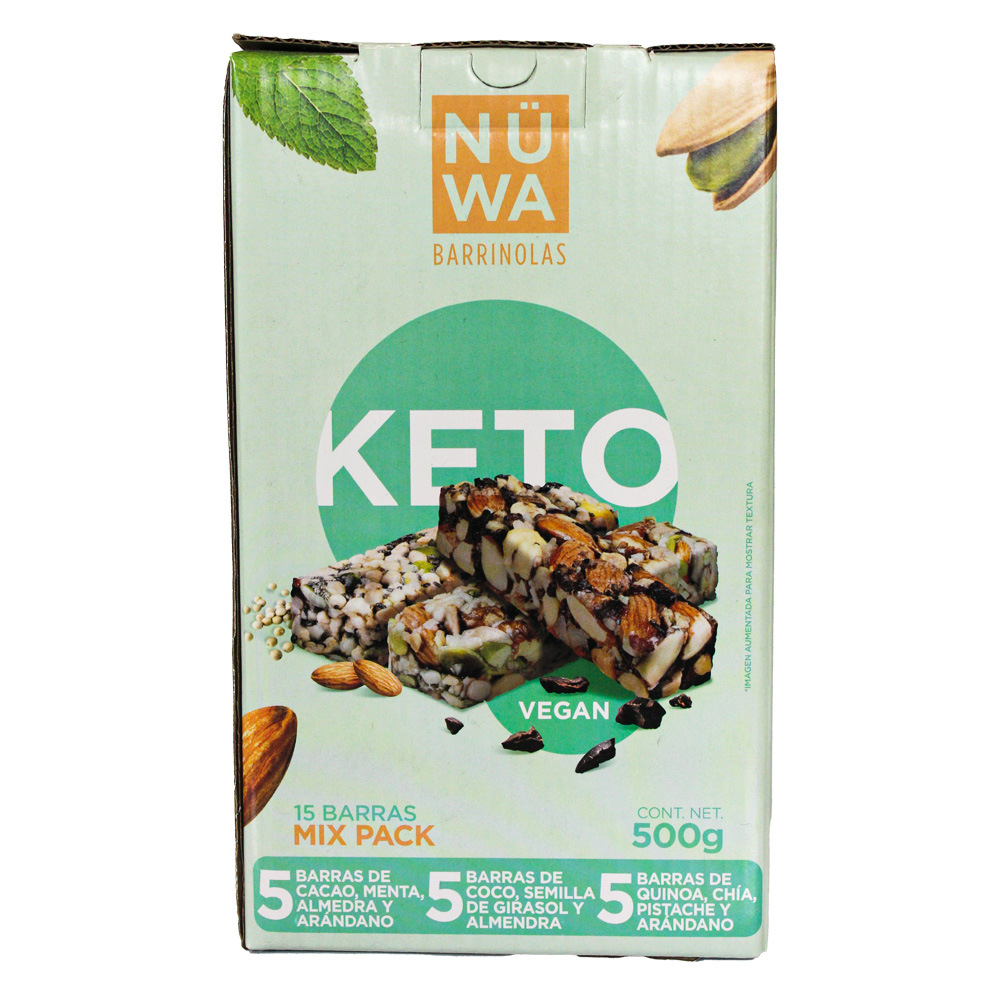 NÜ
WA
BARRINOLAS
KETO
*IMAGEN AUMENTADA PARA MOSTRAR TEXTURA
VEGAN
15 BARRAS
MIX PACK
CONT. NET.
500g
5 BARRAS DE
CACAO, MENTA,
ALMEDRA Y
ARÁNDANO
5 BARRAS DE
COCO, SEMILLA
DE GIRASOL Y
ALMENDRA
5 BARRAS DE
QUINOA, CHÍA,
PISTACHE Y
ARÁNDANO